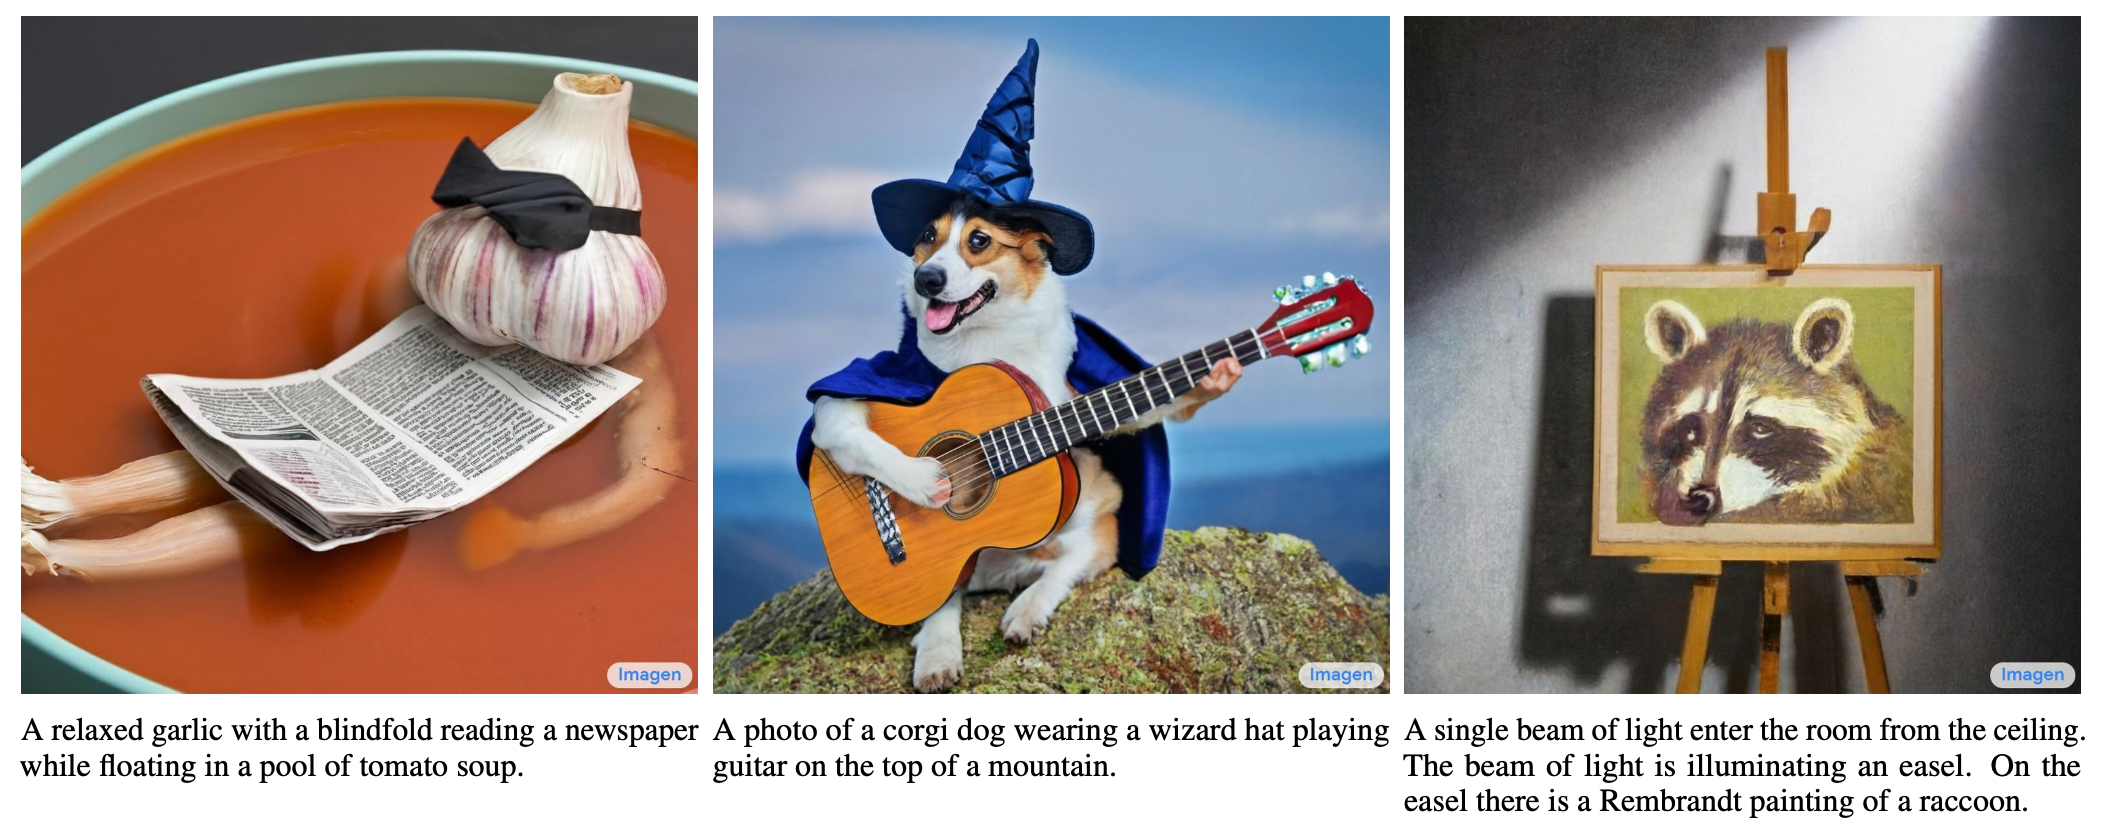 Imagen
Imagen
Imagen
A relaxed garlic with a blindfold reading a newspaper
while floating in a pool of tomato soup.
A photo of a corgi dog wearing a wizard hat playing
guitar on the top of a mountain.
A single beam of light enter the room from the ceiling.
The beam of light is illuminating an easel. On the
easel there is a Rembrandt painting of a raccoon.